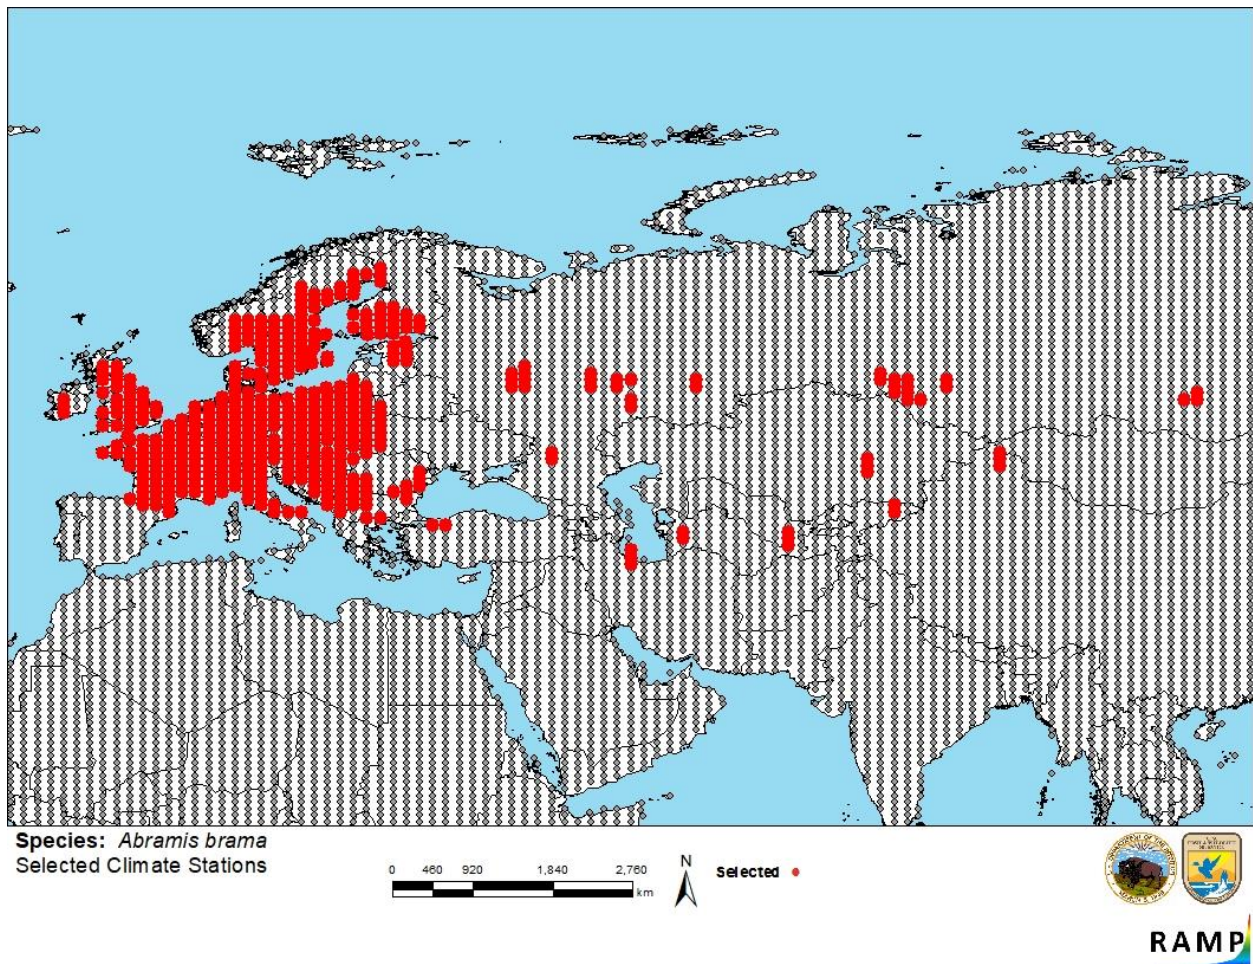 Species: Abramis brama
Selected Climate Stations
0 460 920 1,840 2,760
km
N
Selected
RAMP